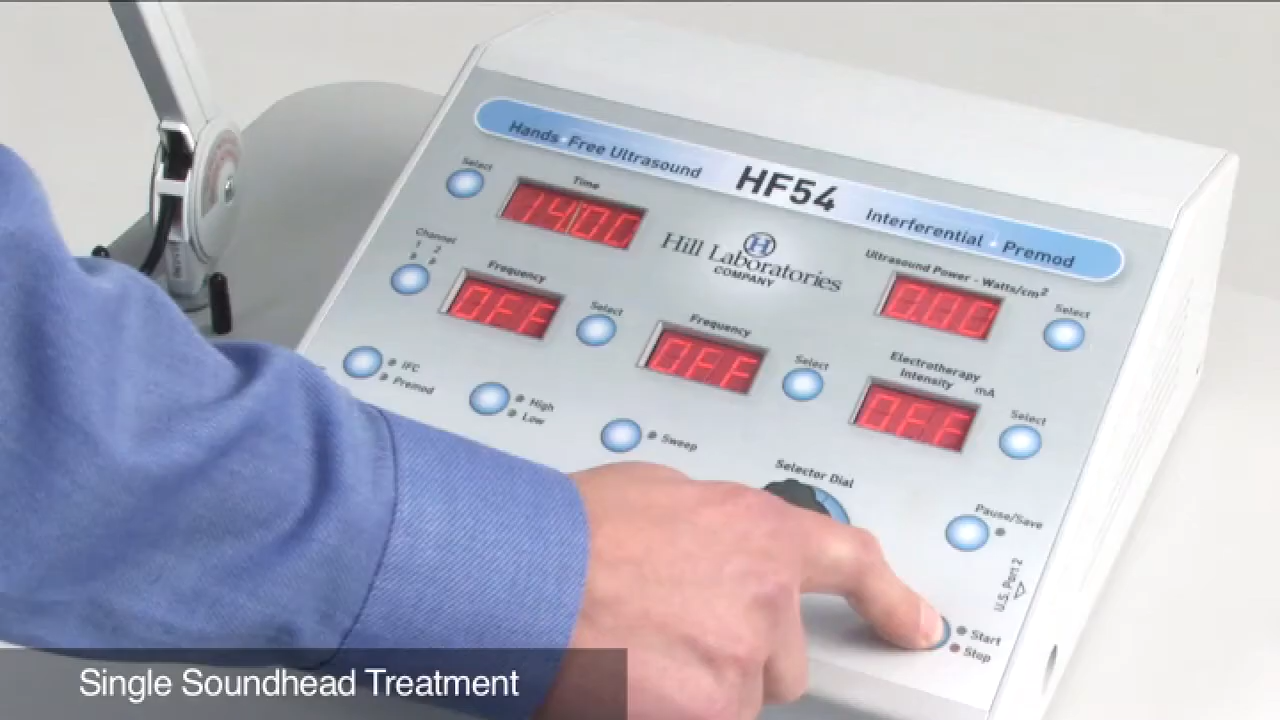 Hands · Free Ultrasound HF54 Interferential · Premod
Select
Time
14:00
H
Hill Laboratories
COMPANY
Ultrasound Power - Watts/cm²
0.00
Select
Channel
1 2
Frequency
OFF
Select
Frequency
OFF
Select
Electrotherapy
Intensity mA
OFF
Select
IFC
Premod
High
Low
Sweep
Selector Dial
Pause/Save
U.S. Port 2
Start
Stop
Single Soundhead Treatment